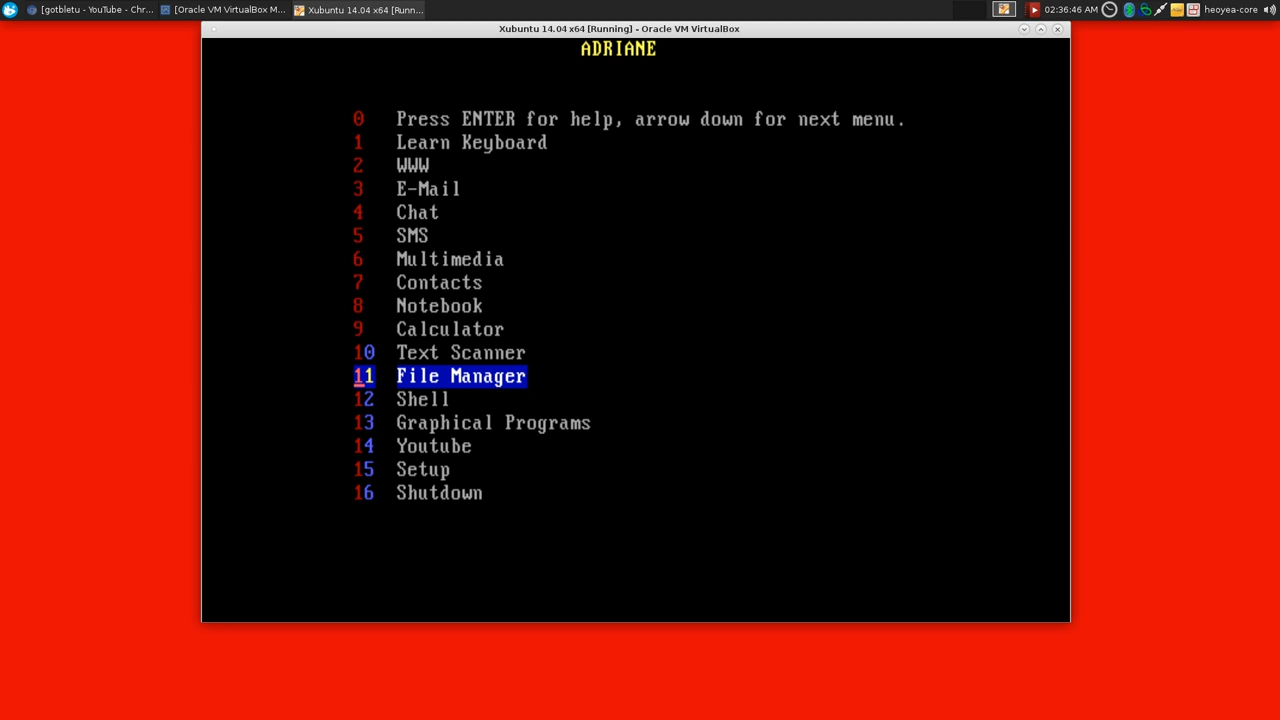 [gotbletu - YouTube - Chr...
[Oracle VM VirtualBox M...
Xubuntu 14.04 x64 [Runn...
02:36:46 AM
heoyea-core
Xubuntu 14.04 x64 [Running] - Oracle VM VirtualBox
ADRIANE
0 Press ENTER for help, arrow down for next menu.
1 Learn Keyboard
2 WWW
3 E-Mail
4 Chat
5 SMS
6 Multimedia
7 Contacts
8 Notebook
9 Calculator
10 Text Scanner
11 File Manager
12 Shell
13 Graphical Programs
14 Youtube
15 Setup
16 Shutdown